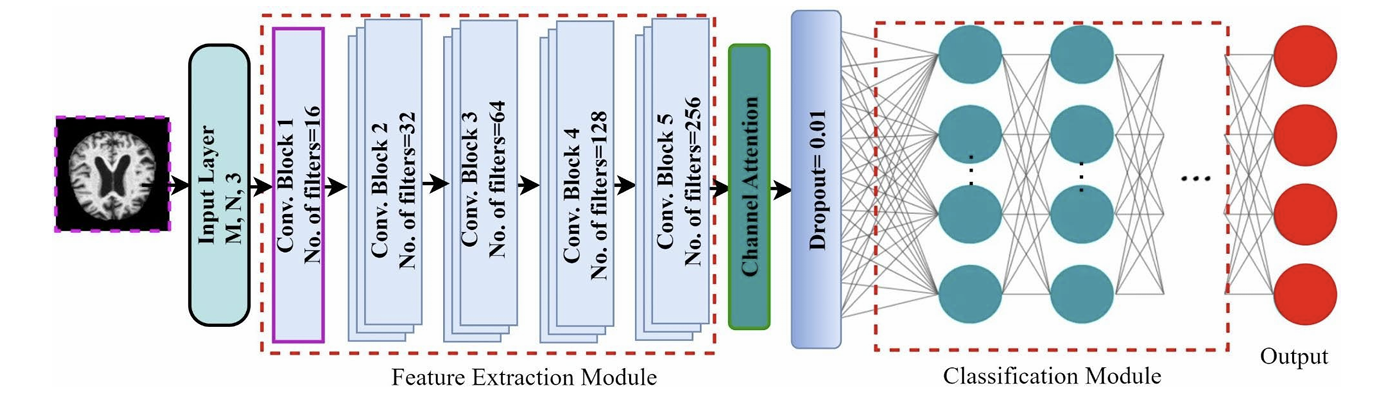 Input Layer
M, N, 3
Conv. Block 1
No. of filters=16
Conv. Block 2
No. of filters=32
Conv. Block 3
No. of filters=64
Conv. Block 4
No. of filters=128
Conv. Block 5
No. of filters=256
Channel Attention
Dropout= 0.01
...
Output
Feature Extraction Module
Classification Module